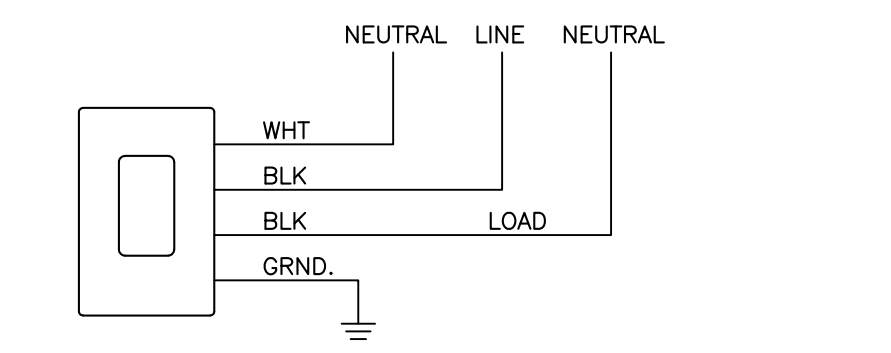 NEUTRAL LINE NEUTRAL
WHT
BLK
BLK LOAD
GRND.